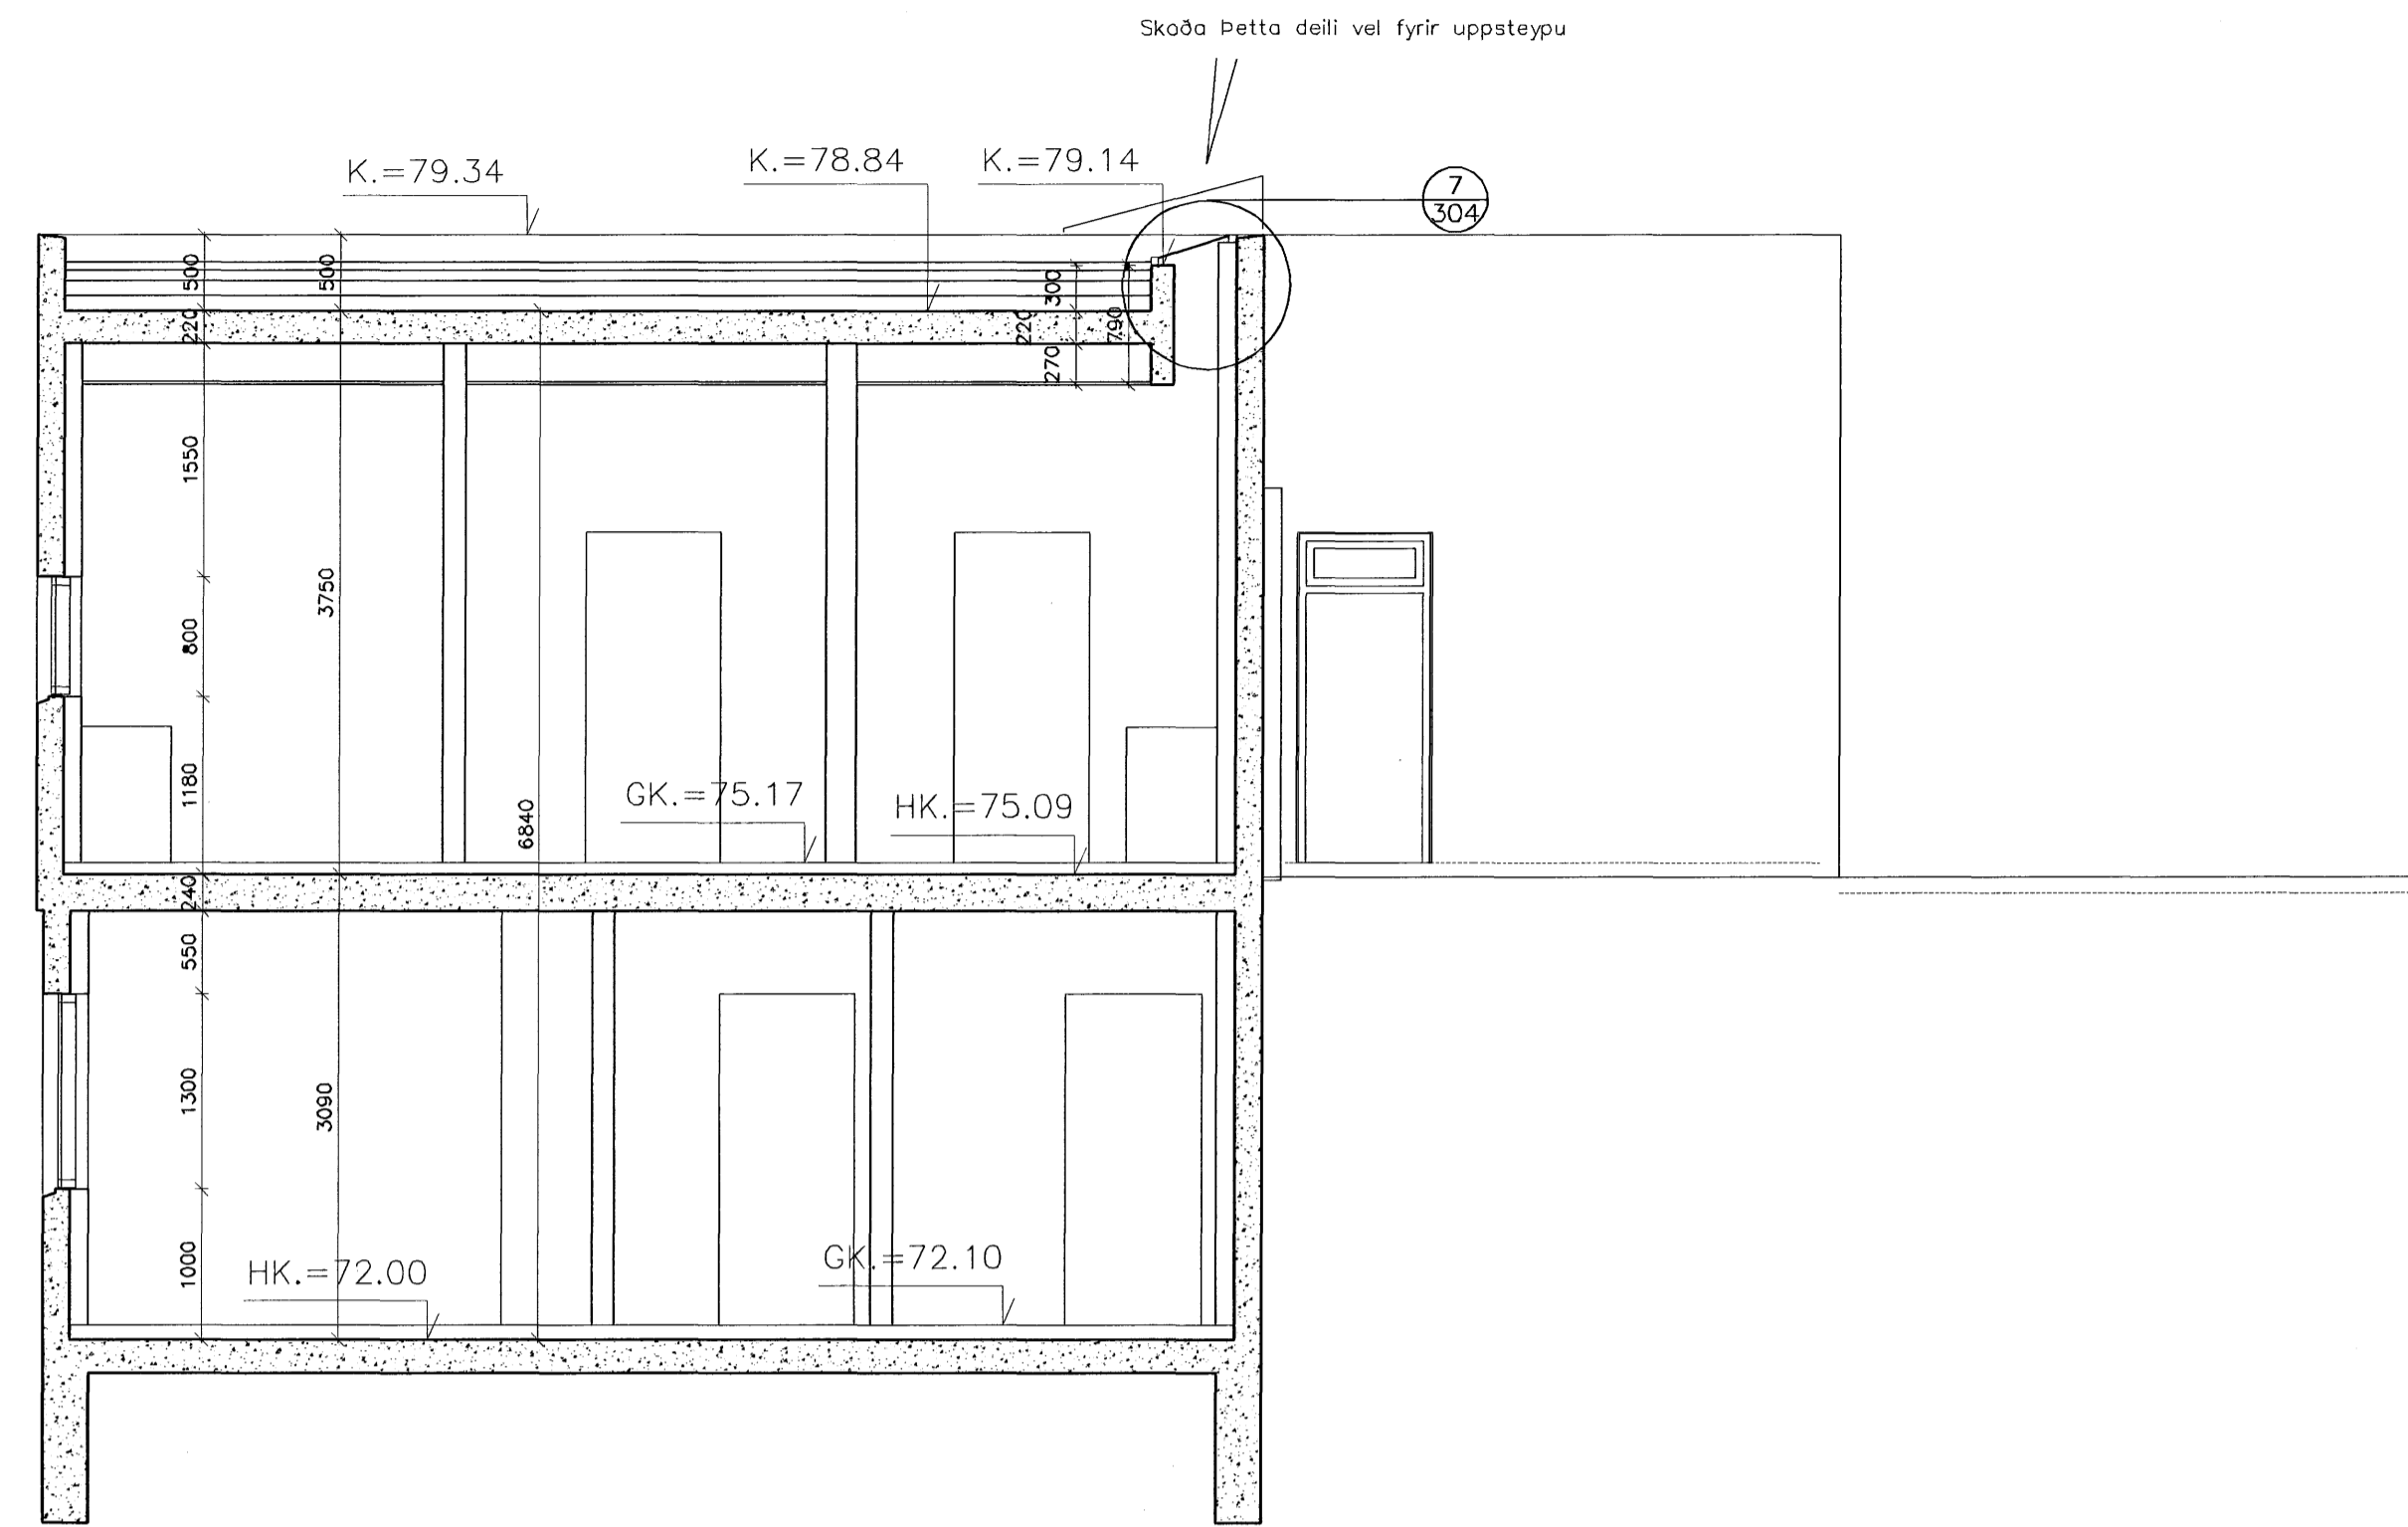 Skoða Þetta deili vel fyrir uppsteypu
K.=79.34
K.=78.84
K.=79.14
7
304
500
500
300
220
220
790
270
1550
3750
800
1180
GK.=75.17
HK.=75.09
6840
240
550
1300
3090
1000
HK.=72.00
GK.=72.10